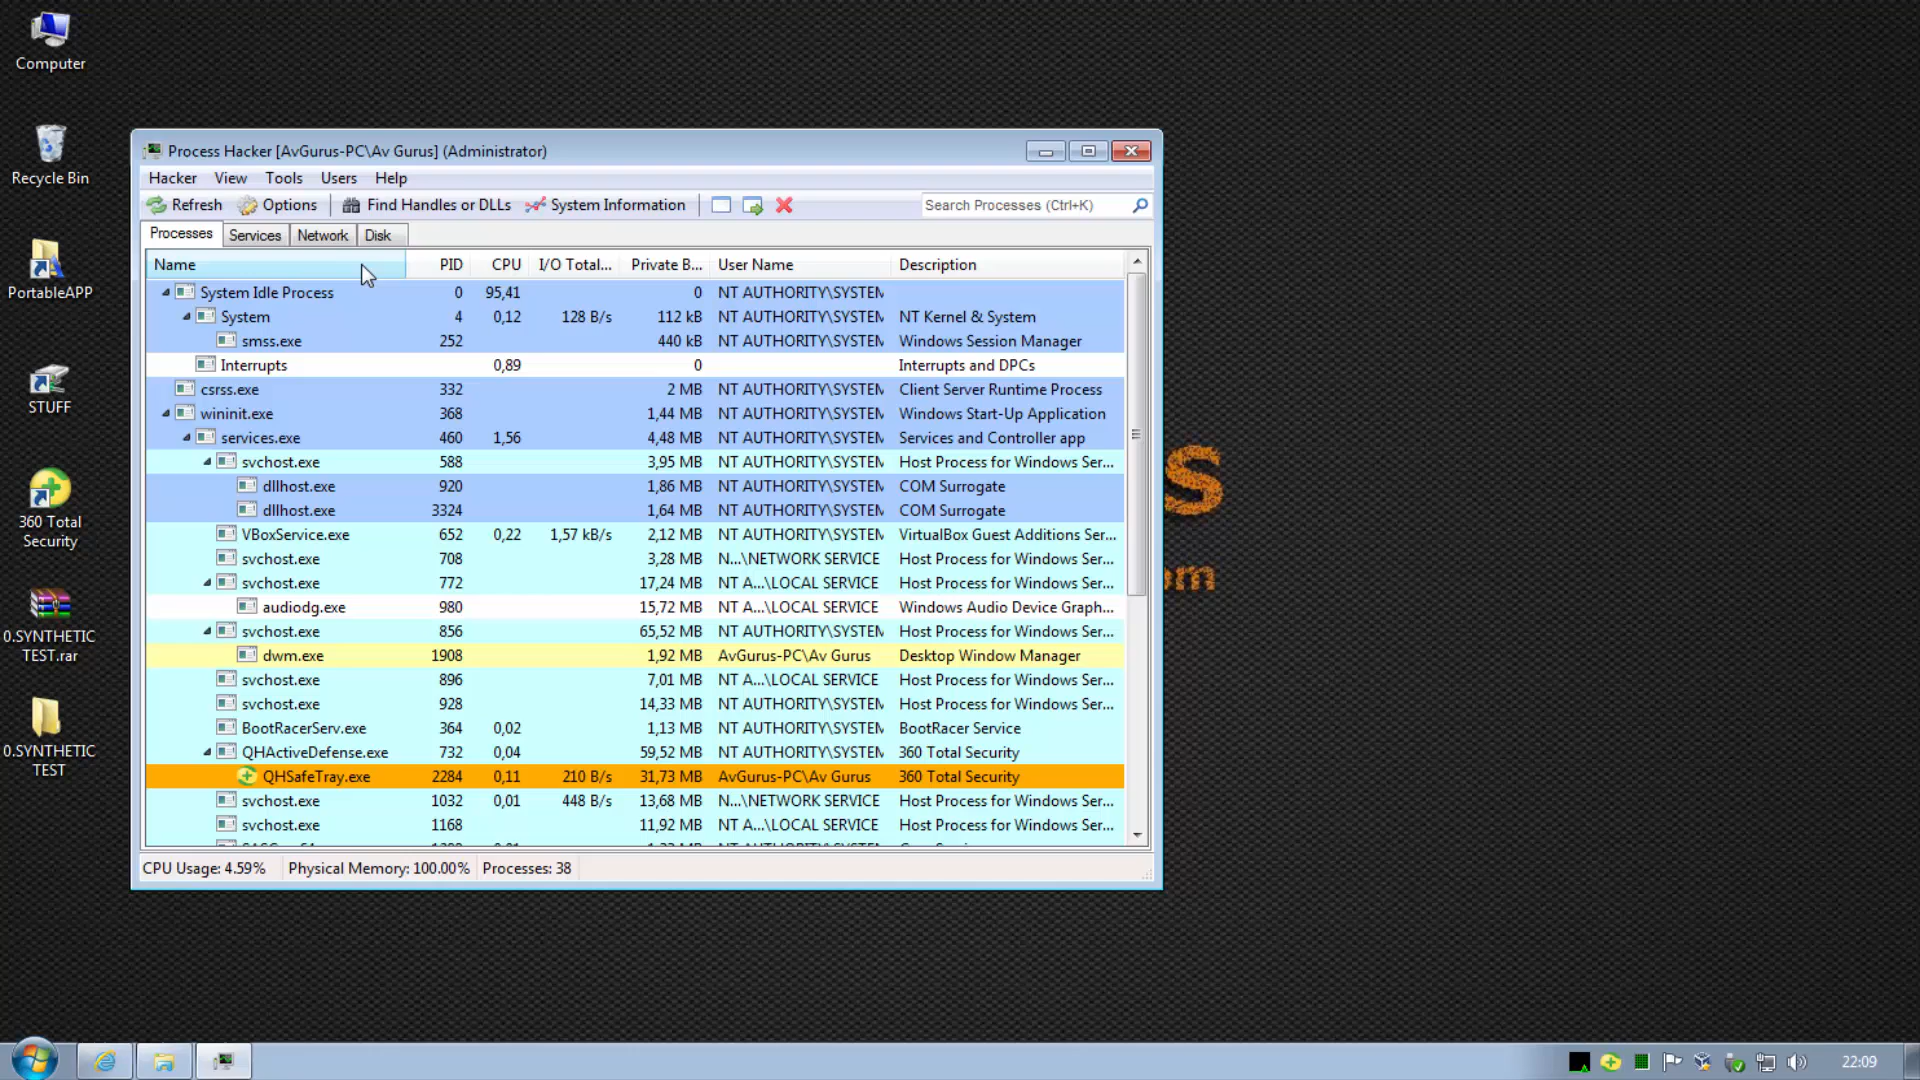 Computer
Recycle Bin
PortableAPP
STUFF
360 Total
Security
0.SYNTHETIC
TEST.rar
0.SYNTHETIC
TEST
Process Hacker [AvGurus-PC\Av Gurus] (Administrator)
Hacker View Tools Users Help
Refresh Options Find Handles or DLLs System Information Search Processes (Ctrl+K)
Processes Services Network Disk
Name PID CPU I/O Total... Private B... User Name Description
System Idle Process 0 95,41 0 NT AUTHORITY\SYSTEM
System 4 0,12 128 B/s 112 kB NT AUTHORITY\SYSTEM NT Kernel & System
smss.exe 252 440 kB NT AUTHORITY\SYSTEM Windows Session Manager
Interrupts 0,89 0 Interrupts and DPCs
csrss.exe 332 2 MB NT AUTHORITY\SYSTEM Client Server Runtime Process
wininit.exe 368 1,44 MB NT AUTHORITY\SYSTEM Windows Start-Up Application
services.exe 460 1,56 4,48 MB NT AUTHORITY\SYSTEM Services and Controller app
svchost.exe 588 3,95 MB NT AUTHORITY\SYSTEM Host Process for Windows Ser...
dllhost.exe 920 1,86 MB NT AUTHORITY\SYSTEM COM Surrogate
dllhost.exe 3324 1,64 MB NT AUTHORITY\SYSTEM COM Surrogate
VBoxService.exe 652 0,22 1,57 kB/s 2,12 MB NT AUTHORITY\SYSTEM VirtualBox Guest Additions Ser...
svchost.exe 708 3,28 MB N...\NETWORK SERVICE Host Process for Windows Ser...
svchost.exe 772 17,24 MB NT A...\LOCAL SERVICE Host Process for Windows Ser...
audiodg.exe 980 15,72 MB NT A...\LOCAL SERVICE Windows Audio Device Graph...
svchost.exe 856 65,52 MB NT AUTHORITY\SYSTEM Host Process for Windows Ser...
dwm.exe 1908 1,92 MB AvGurus-PC\Av Gurus Desktop Window Manager
svchost.exe 896 7,01 MB NT A...\LOCAL SERVICE Host Process for Windows Ser...
svchost.exe 928 14,33 MB NT AUTHORITY\SYSTEM Host Process for Windows Ser...
BootRacerServ.exe 364 0,02 1,13 MB NT AUTHORITY\SYSTEM BootRacer Service
QHActiveDefense.exe 732 0,04 59,52 MB NT AUTHORITY\SYSTEM 360 Total Security
QHSafeTray.exe 2284 0,11 210 B/s 31,73 MB AvGurus-PC\Av Gurus 360 Total Security
svchost.exe 1032 0,01 448 B/s 13,68 MB N...\NETWORK SERVICE Host Process for Windows Ser...
svchost.exe 1168 11,92 MB NT A...\LOCAL SERVICE Host Process for Windows Ser...
CPU Usage: 4.59% Physical Memory: 100.00% Processes: 38
s
om
22:09